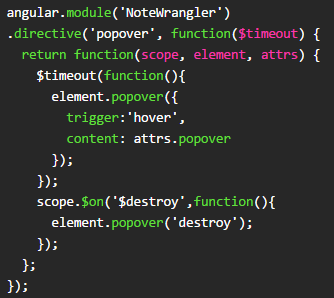 angular.module('NoteWrangler')
.directive('popover', function($timeout) {
  return function(scope, element, attrs) {
    $timeout(function(){
      element.popover({
        trigger:'hover',
        content: attrs.popover
      });
    });
    scope.$on('$destroy',function(){
      element.popover('destroy');
    });
  };
});